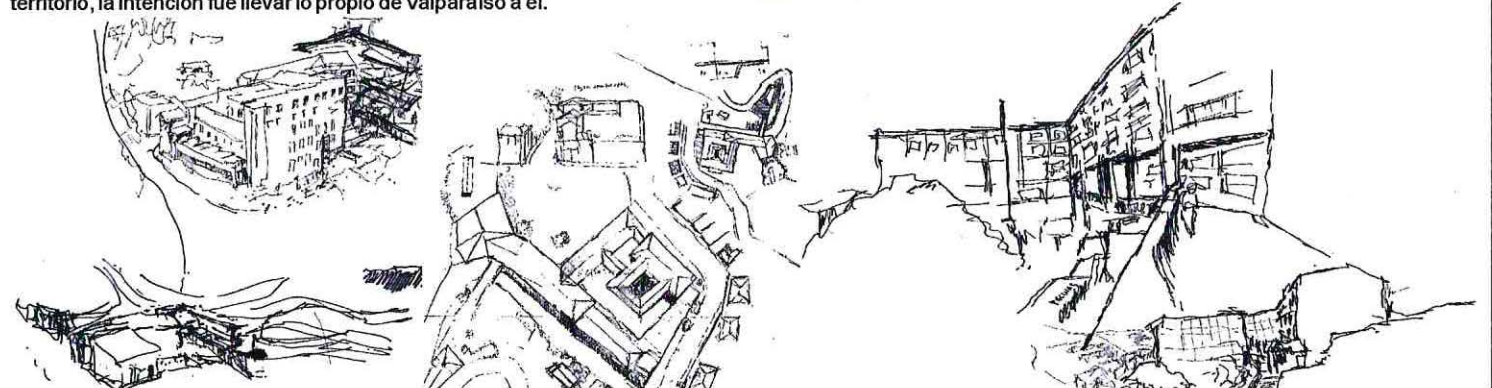 territorio, la intención fue llevar lo propio de Valparaíso a él.